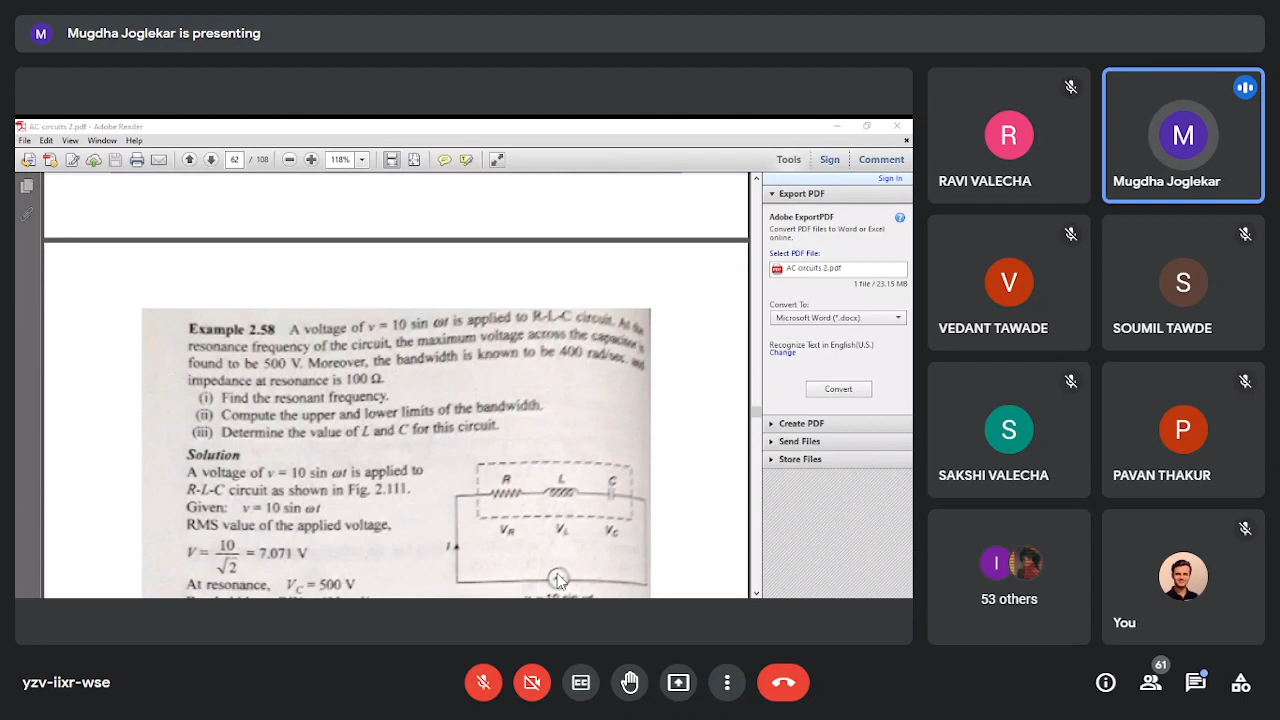 M
Mugdha Joglekar is presenting
AC circuits 2.pdf - Adobe Reader
File Edit View Window Help
62 / 108
118%
Tools Sign Comment
Sign In
Export PDF
Adobe ExportPDF
Convert PDF files to Word or Excel
online.
Select PDF File:
AC circuits 2.pdf
1 file / 23.15 MB
Convert To:
Microsoft Word (*.docx)
Recognize Text in English(U.S.)
Change
Convert
Create PDF
Send Files
Store Files
Example 2.58 A voltage of v = 10 sin ωt is applied to R-L-C circuit. At the
resonance frequency of the circuit, the maximum voltage across the capacitor is
found to be 500 V. Moreover, the bandwidth is known to be 400 rad/sec. and
impedance at resonance is 100 Ω.
(i) Find the resonant frequency.
(ii) Compute the upper and lower limits of the bandwidth.
(iii) Determine the value of L and C for this circuit.
Solution
A voltage of v = 10 sin ωt is applied to
R-L-C circuit as shown in Fig. 2.111.
Given: v = 10 sin ωt
RMS value of the applied voltage,
V = 10/√2 = 7.071 V
At resonance, VC = 500 V
R L C
VR VL VC
I
R
RAVI VALECHA
M
Mugdha Joglekar
V
VEDANT TAWADE
S
SOUMIL TAWDE
S
SAKSHI VALECHA
P
PAVAN THAKUR
I
53 others
You
yzv-iixr-wse
61